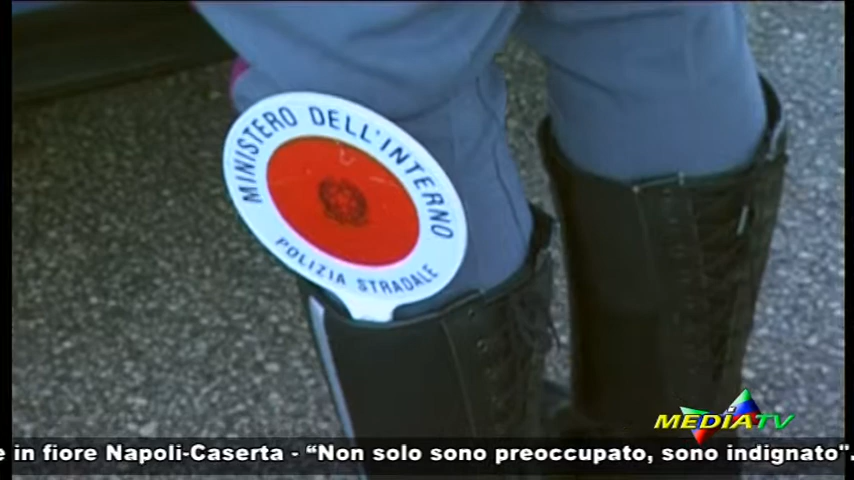 MINISTERO DELL'INTERNO
POLIZIA STRADALE
MEDIATV
e in fiore Napoli-Caserta - “Non solo sono preoccupato, sono indignato".